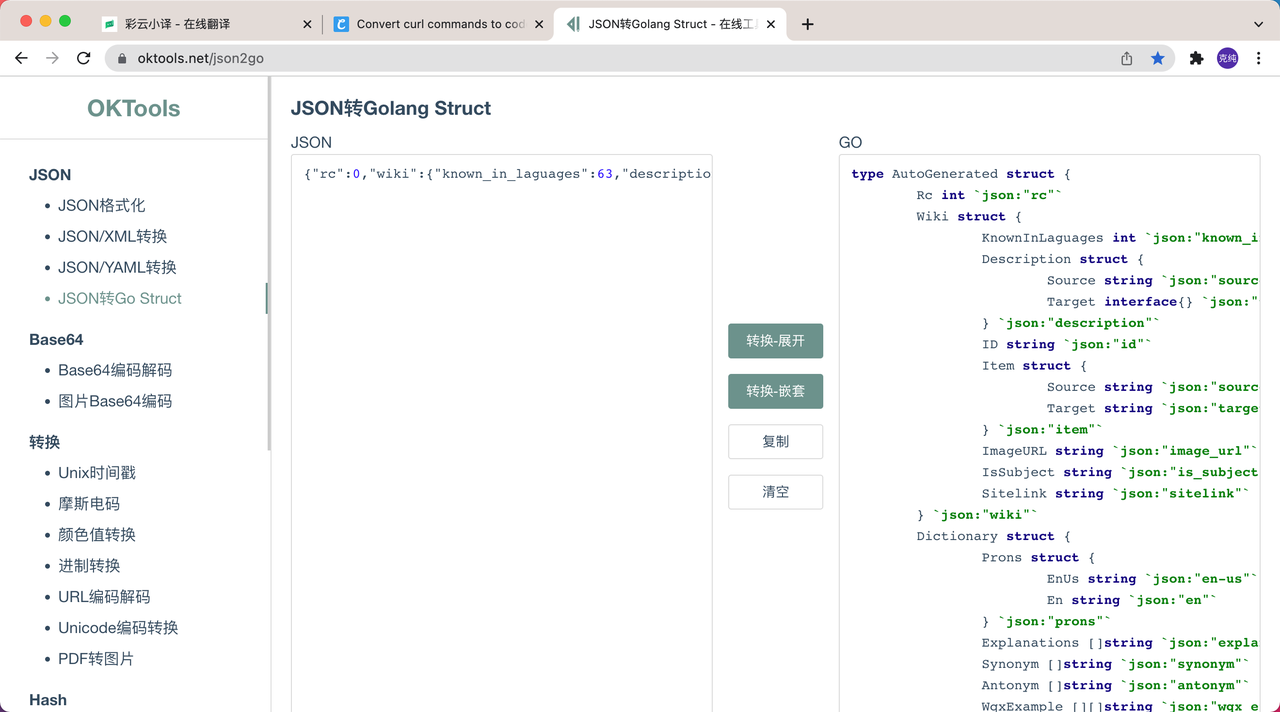 彩云小译 - 在线翻译
Convert curl commands to cod
JSON转Golang Struct - 在线工
oktools.net/json2go
克纯
OKTools
JSON
JSON格式化
JSON/XML转换
JSON/YAML转换
JSON转Go Struct
Base64
Base64编码解码
图片Base64编码
转换
Unix时间戳
摩斯电码
颜色值转换
进制转换
URL编码解码
Unicode编码转换
PDF转图片
Hash
JSON转Golang Struct
JSON
{"rc":0,"wiki":{"known_in_laguages":63,"descriptio
转换-展开
转换-嵌套
复制
清空
GO
type AutoGenerated struct {
Rc int `json:"rc"`
Wiki struct {
KnownInLaguages int `json:"known_i
Description struct {
Source string `json:"sourc
Target interface{} `json:"
} `json:"description"`
ID string `json:"id"`
Item struct {
Source string `json:"sourc
Target string `json:"targe
} `json:"item"`
ImageURL string `json:"image_url"`
IsSubject string `json:"is_subject
Sitelink string `json:"sitelink"`
} `json:"wiki"`
Dictionary struct {
Prons struct {
EnUs string `json:"en-us"`
En string `json:"en"`
} `json:"prons"`
Explanations []string `json:"expla
Synonym []string `json:"synonym"`
Antonym []string `json:"antonym"`
WqxExample [][]string `json:"wqx_e